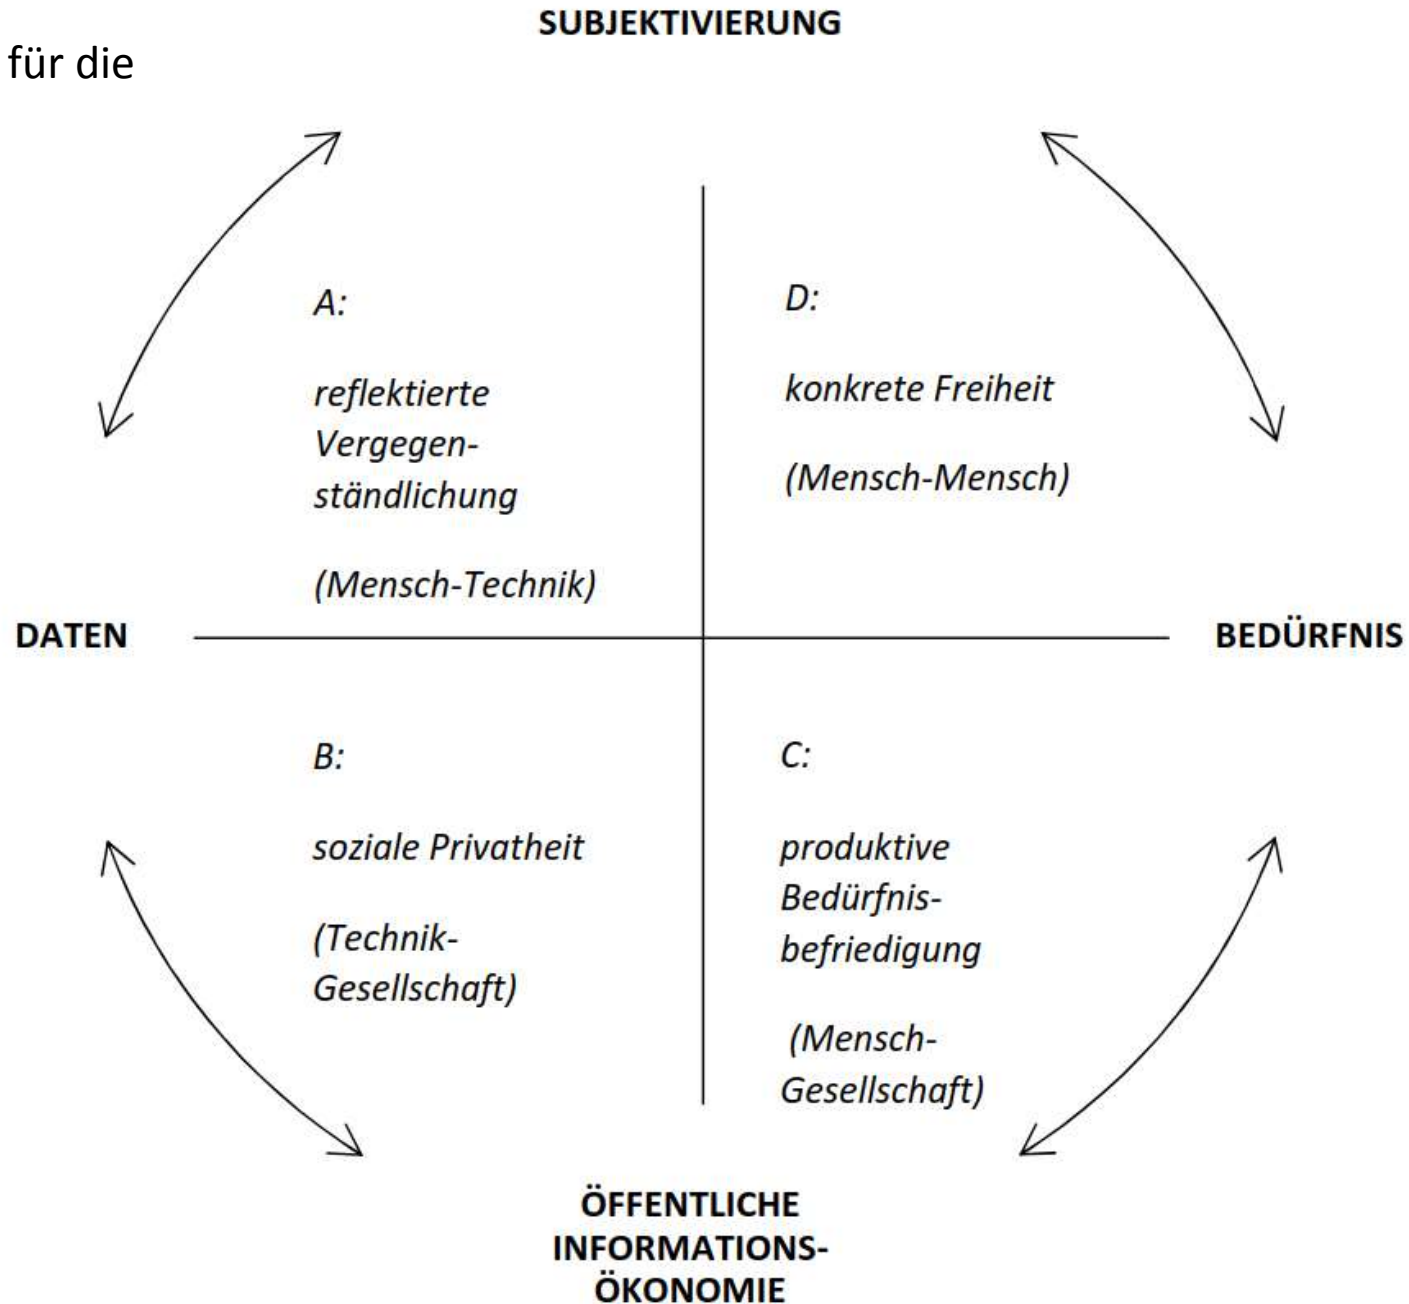 SUBJEKTIVIERUNG
für die
A:
reflektierte
Vergegen-
ständlichung
(Mensch-Technik)
D:
konkrete Freiheit
(Mensch-Mensch)
DATEN
BEDÜRFNIS
B:
soziale Privatheit
(Technik-
Gesellschaft)
C:
produktive
Bedürfnis-
befriedigung
(Mensch-
Gesellschaft)
ÖFFENTLICHE
INFORMATIONS-
ÖKONOMIE